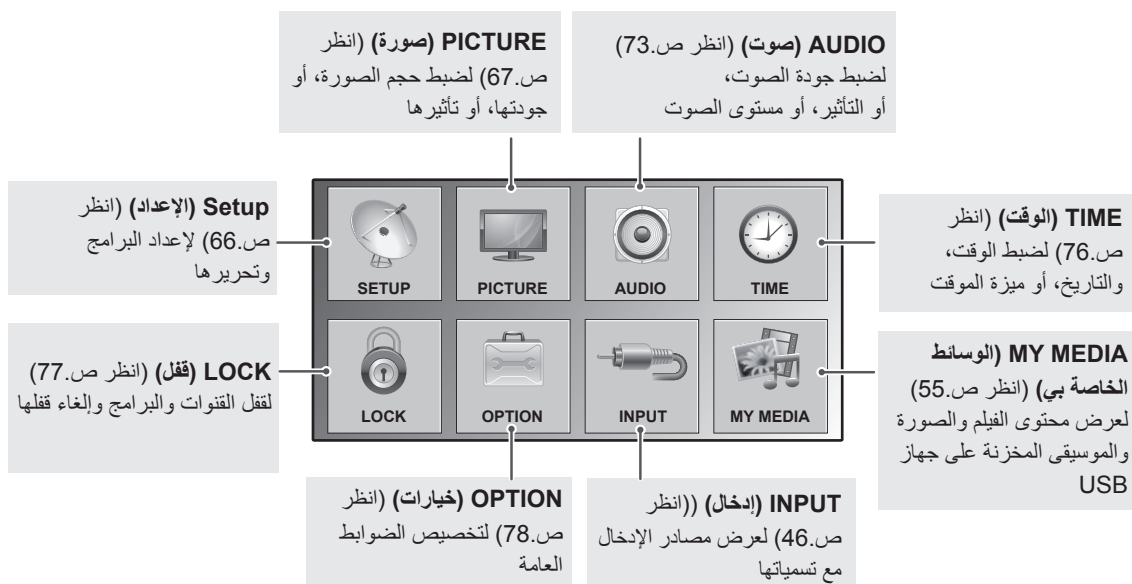 PICTURE (صورة) (انظر
ص.67) لضبط حجم الصورة، أو
جودتها، أو تأثيرها
AUDIO (صوت) (انظر ص.73)
لضبط جودة الصوت،
أو التأثير، أو مستوى الصوت
Setup (الإعداد) (انظر
ص.66) لإعداد البرامج
وتحريرها
TIME (الوقت) (انظر
ص.76) لضبط الوقت،
والتاريخ، أو ميزة الموقت
SETUP
PICTURE
AUDIO
TIME
LOCK (قفل) (انظر ص.77)
لقفل القنوات والبرامج وإلغاء قفلها
MY MEDIA (الوسائط
الخاصة بي) (انظر ص.55)
لعرض محتوى الفيلم والصورة
والموسيقى المخزنة على جهاز
USB
LOCK
OPTION
INPUT
MY MEDIA
OPTION (خيارات) (انظر
ص.78) لتخصيص الضوابط
العامة
INPUT (إدخال) ((انظر
ص.46) لعرض مصادر الإدخال
مع تسمياتها